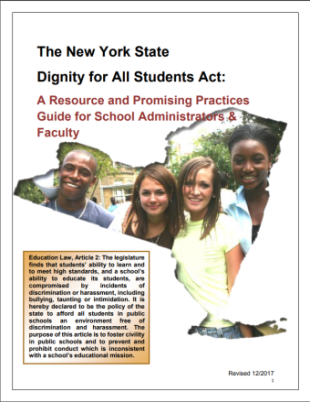 The New York State
Dignity for All Students Act:
A Resource and Promising Practices
Guide for School Administrators &
Faculty
Education Law, Article 2: The legislature
finds that students' ability to learn and
to meet high standards, and a school's
ability to educate its students, are
compromised by incidents of
discrimination or harassment, including
bullying, taunting or intimidation. It is
hereby declared to be the policy of the
state to afford all students in public
schools an environment free of
discrimination and harassment. The
purpose of this article is to foster civility
in public schools and to prevent and
prohibit conduct which is inconsistent
with a school's educational mission.
Revised 12/2017
1